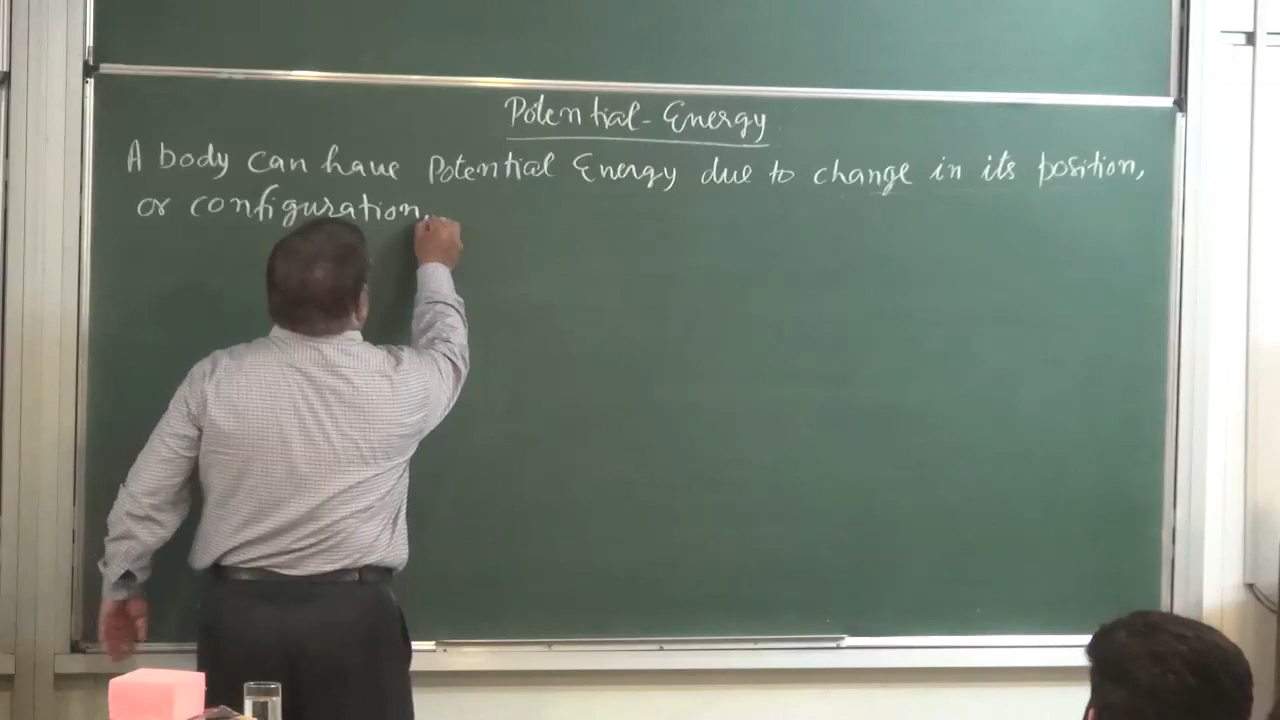 Potential-Energy
A body can have Potential Energy due to change in its position,
or configuration.